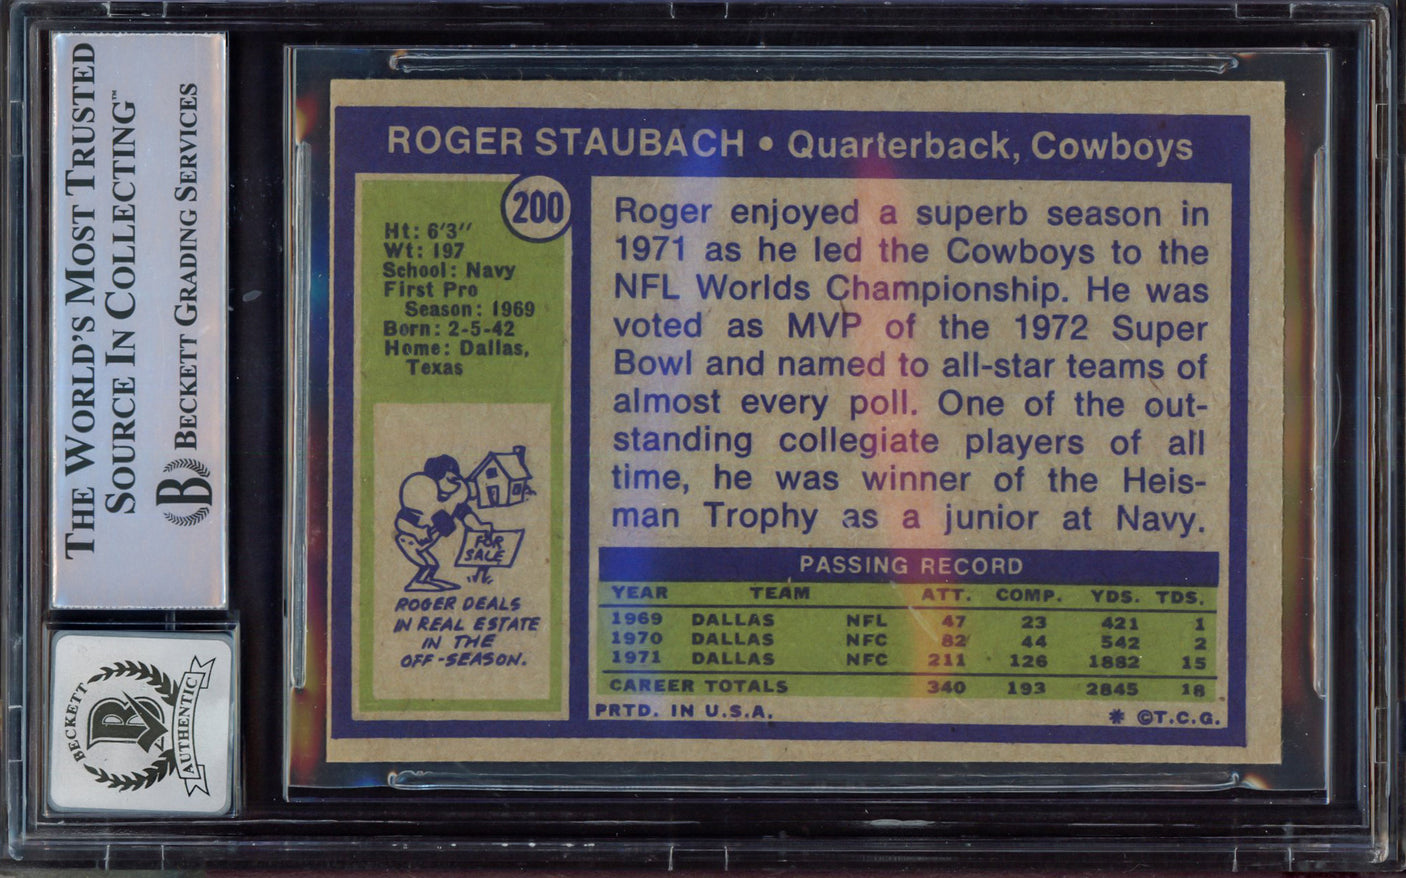 THE WORLD'S MOST TRUSTED
SOURCE IN COLLECTING™
B BECKETT GRADING SERVICES
BECKETT
B
AUTHENTIC
ROGER STAUBACH • Quarterback, Cowboys
200
Ht: 6'3"
Wt: 197
School: Navy
First Pro
Season: 1969
Born: 2-5-42
Home: Dallas,
Texas
FOR
SALE
ROGER DEALS
IN REAL ESTATE
IN THE
OFF-SEASON.
Roger enjoyed a superb season in
1971 as he led the Cowboys to the
NFL Worlds Championship. He was
voted as MVP of the 1972 Super
Bowl and named to all-star teams of
almost every poll. One of the out-
standing collegiate players of all
time, he was winner of the Heis-
man Trophy as a junior at Navy.
PASSING RECORD
YEAR TEAM ATT. COMP. YDS. TDS.
1969 DALLAS NFL 47 23 421 1
1970 DALLAS NFC 82 44 542 2
1971 DALLAS NFC 211 126 1882 15
CAREER TOTALS 340 193 2845 18
PRTD. IN U.S.A. * ©T.C.G.